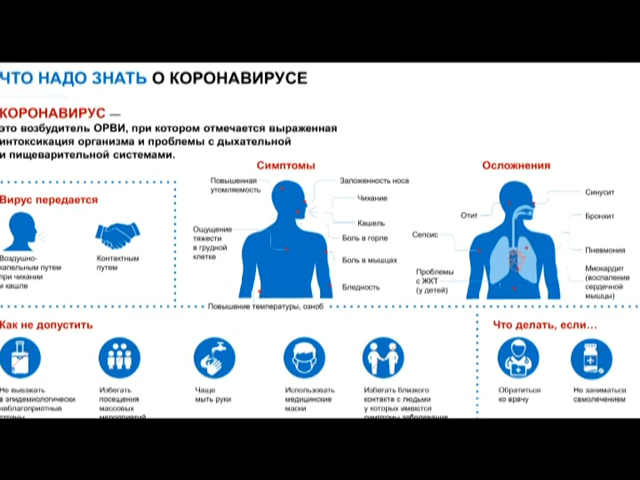 ЧТО НАДО ЗНАТЬ О КОРОНАВИРУСЕ
КОРОНАВИРУС —
это возбудитель ОРВИ, при котором отмечается выраженная
интоксикация организма и проблемы с дыхательной
и пищеварительной системами.
Вирус передается
Воздушно-
капельным путем
при чихании
и кашле
Контактным
путем
Симптомы
Повышенная
утомляемость
Ощущение
тяжести
в грудной
клетке
Заложенность носа
Чихание
Кашель
Боль в горле
Боль в мышцах
Бледность
Повышение температуры, озноб
Осложнения
Отит
Сепсис
Проблемы
с ЖКТ
(у детей)
Синусит
Бронхит
Пневмония
Миокардит
(воспаление
сердечной
мышцы)
Как не допустить
Не выезжать
в эпидемиологически
неблагоприятные
страны
Избегать
посещения
массовых
мероприятий
Чаще
мыть руки
Использовать
медицинские
маски
Избегать близкого
контакта с людьми
у которых имеются
симптомы заболевания
Что делать, если...
Обратиться
ко врачу
Не заниматься
самолечением